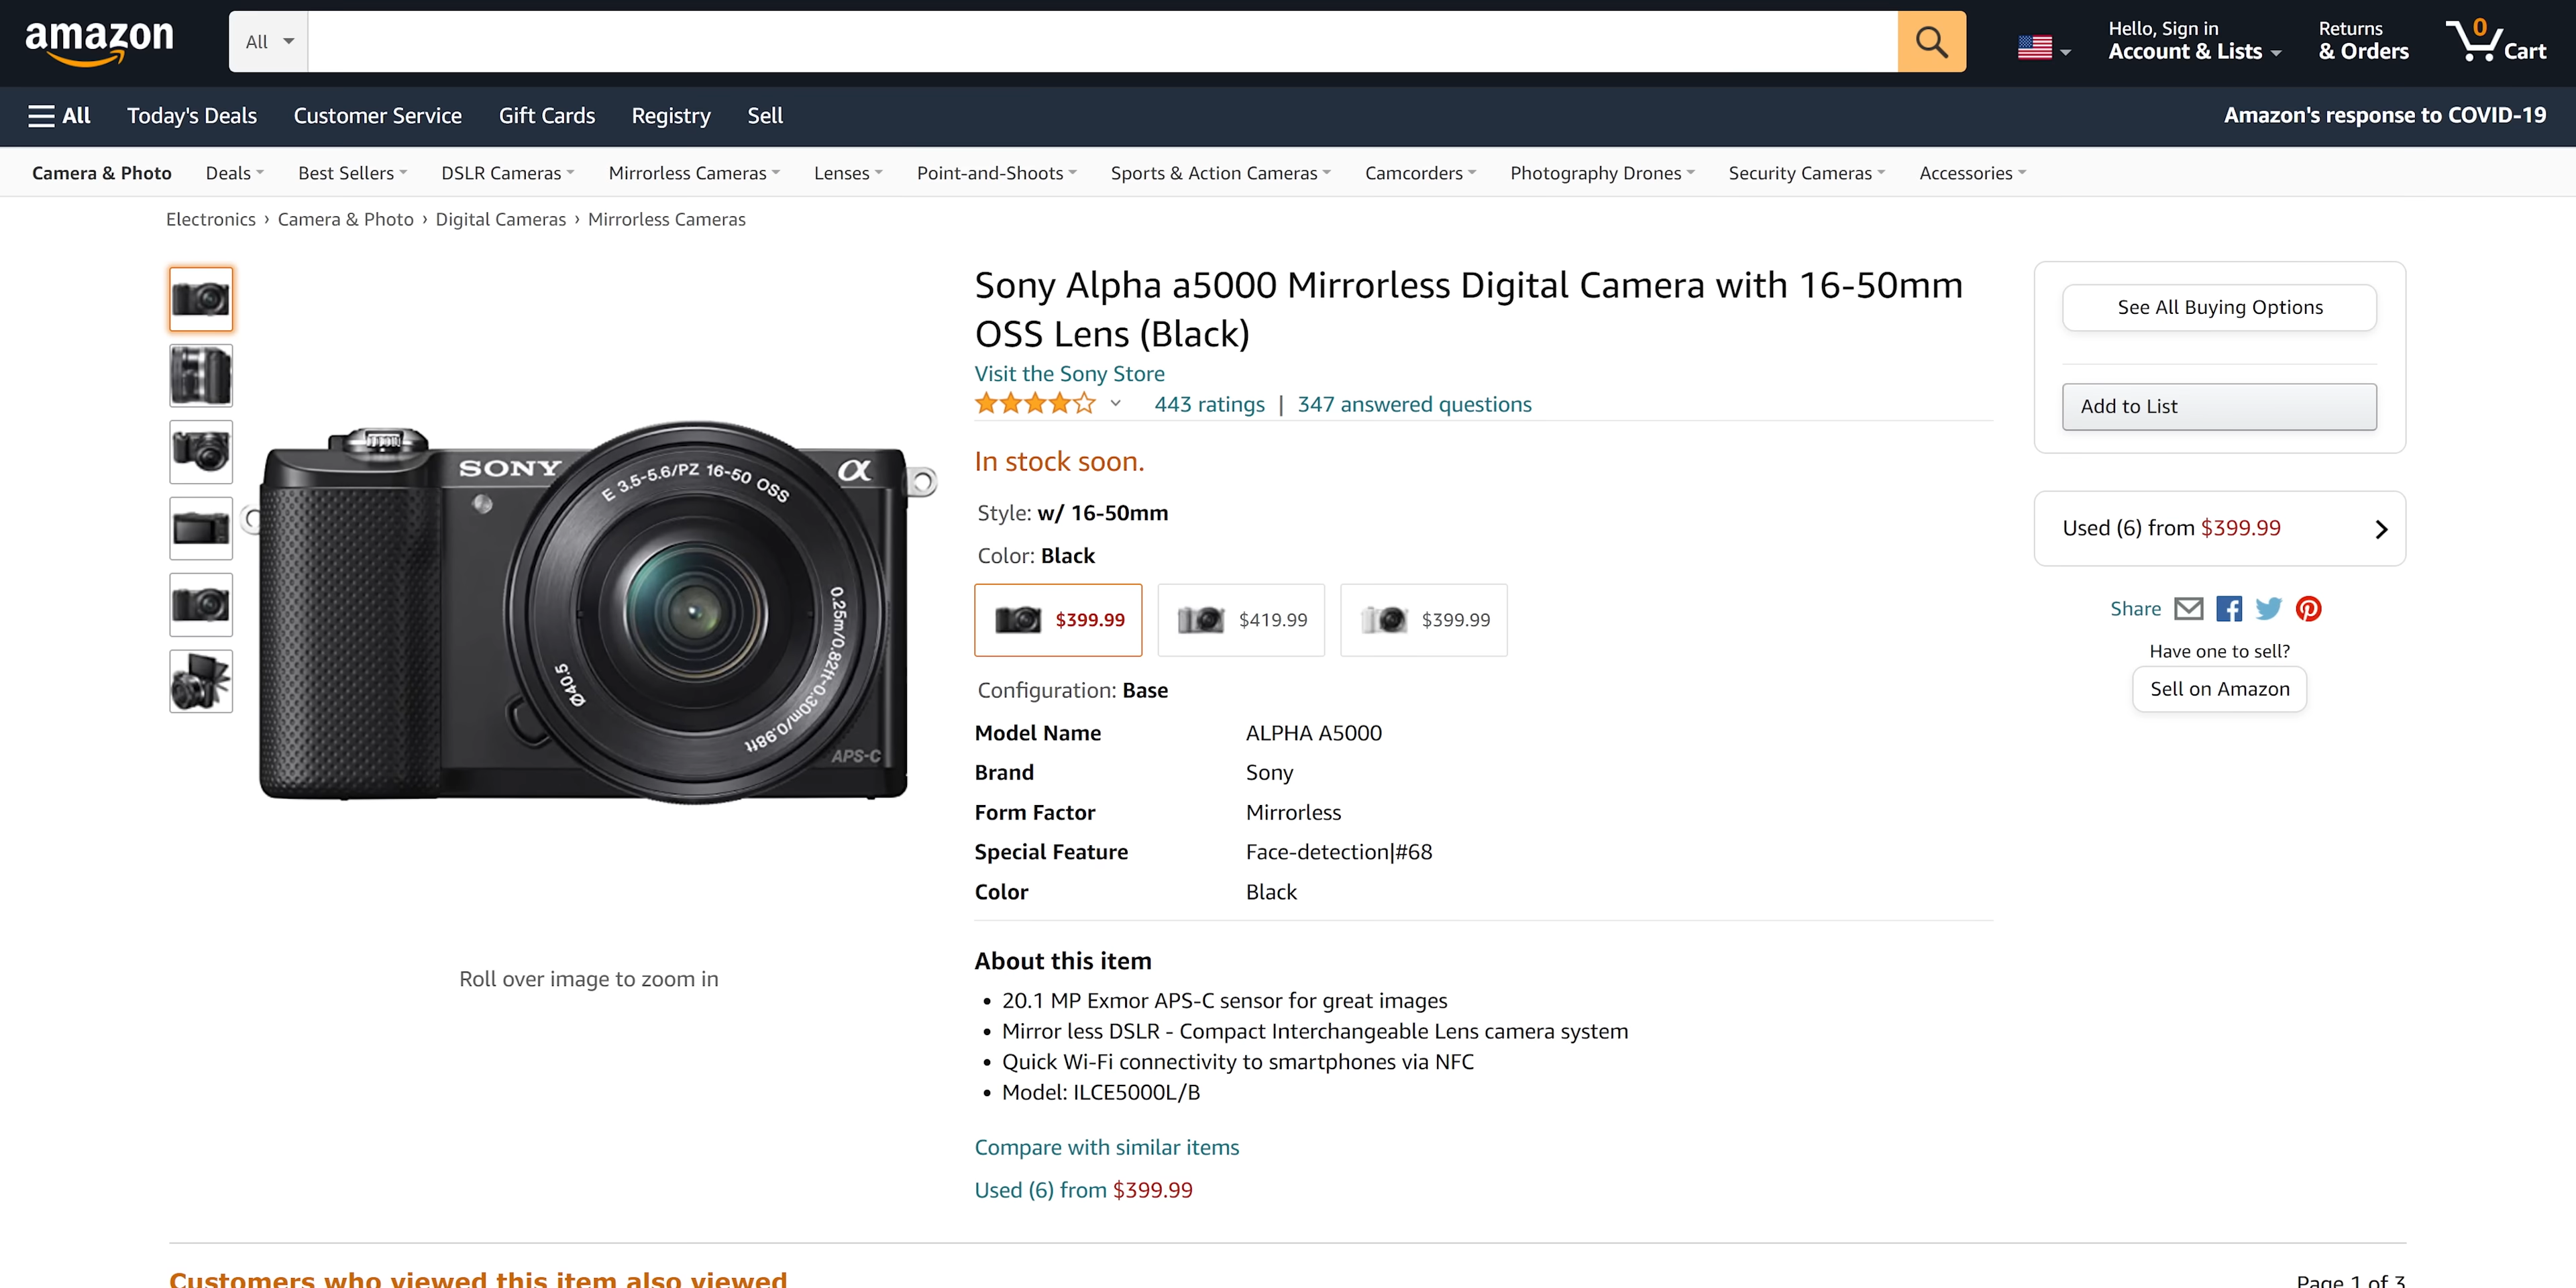 amazon
All
Hello, Sign in
Account & Lists
Returns
& Orders
0
Cart
All
Today's Deals
Customer Service
Gift Cards
Registry
Sell
Amazon's response to COVID-19
Camera & Photo
Deals
Best Sellers
DSLR Cameras
Mirrorless Cameras
Lenses
Point-and-Shoots
Sports & Action Cameras
Camcorders
Photography Drones
Security Cameras
Accessories
Electronics › Camera & Photo › Digital Cameras › Mirrorless Cameras
SONY
α
E 3.5-5.6/PZ 16-50 OSS
0.25m/0.82ft-0.30m/0.98ft
Ø40.5
APS-C
Roll over image to zoom in
Sony Alpha a5000 Mirrorless Digital Camera with 16-50mm
OSS Lens (Black)
Visit the Sony Store
443 ratings | 347 answered questions
In stock soon.
Style: w/ 16-50mm
Color: Black
$399.99
$419.99
$399.99
Configuration: Base
Model Name ALPHA A5000
Brand Sony
Form Factor Mirrorless
Special Feature Face-detection|#68
Color Black
About this item
• 20.1 MP Exmor APS-C sensor for great images
• Mirror less DSLR - Compact Interchangeable Lens camera system
• Quick Wi-Fi connectivity to smartphones via NFC
• Model: ILCE5000L/B
Compare with similar items
Used (6) from $399.99
See All Buying Options
Add to List
Used (6) from $399.99
Share
Have one to sell?
Sell on Amazon
Customers who viewed this item also viewed
Page 1 of 3